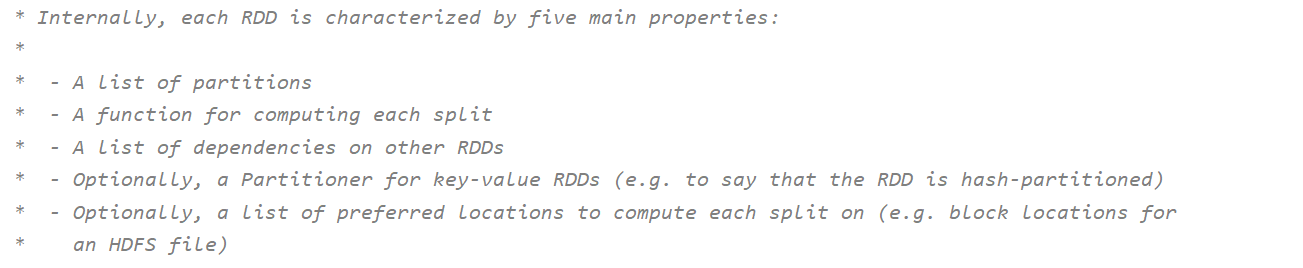 * Internally, each RDD is characterized by five main properties:
*
*  - A list of partitions
*  - A function for computing each split
*  - A list of dependencies on other RDDs
*  - Optionally, a Partitioner for key-value RDDs (e.g. to say that the RDD is hash-partitioned)
*  - Optionally, a list of preferred locations to compute each split on (e.g. block locations for
*    an HDFS file)